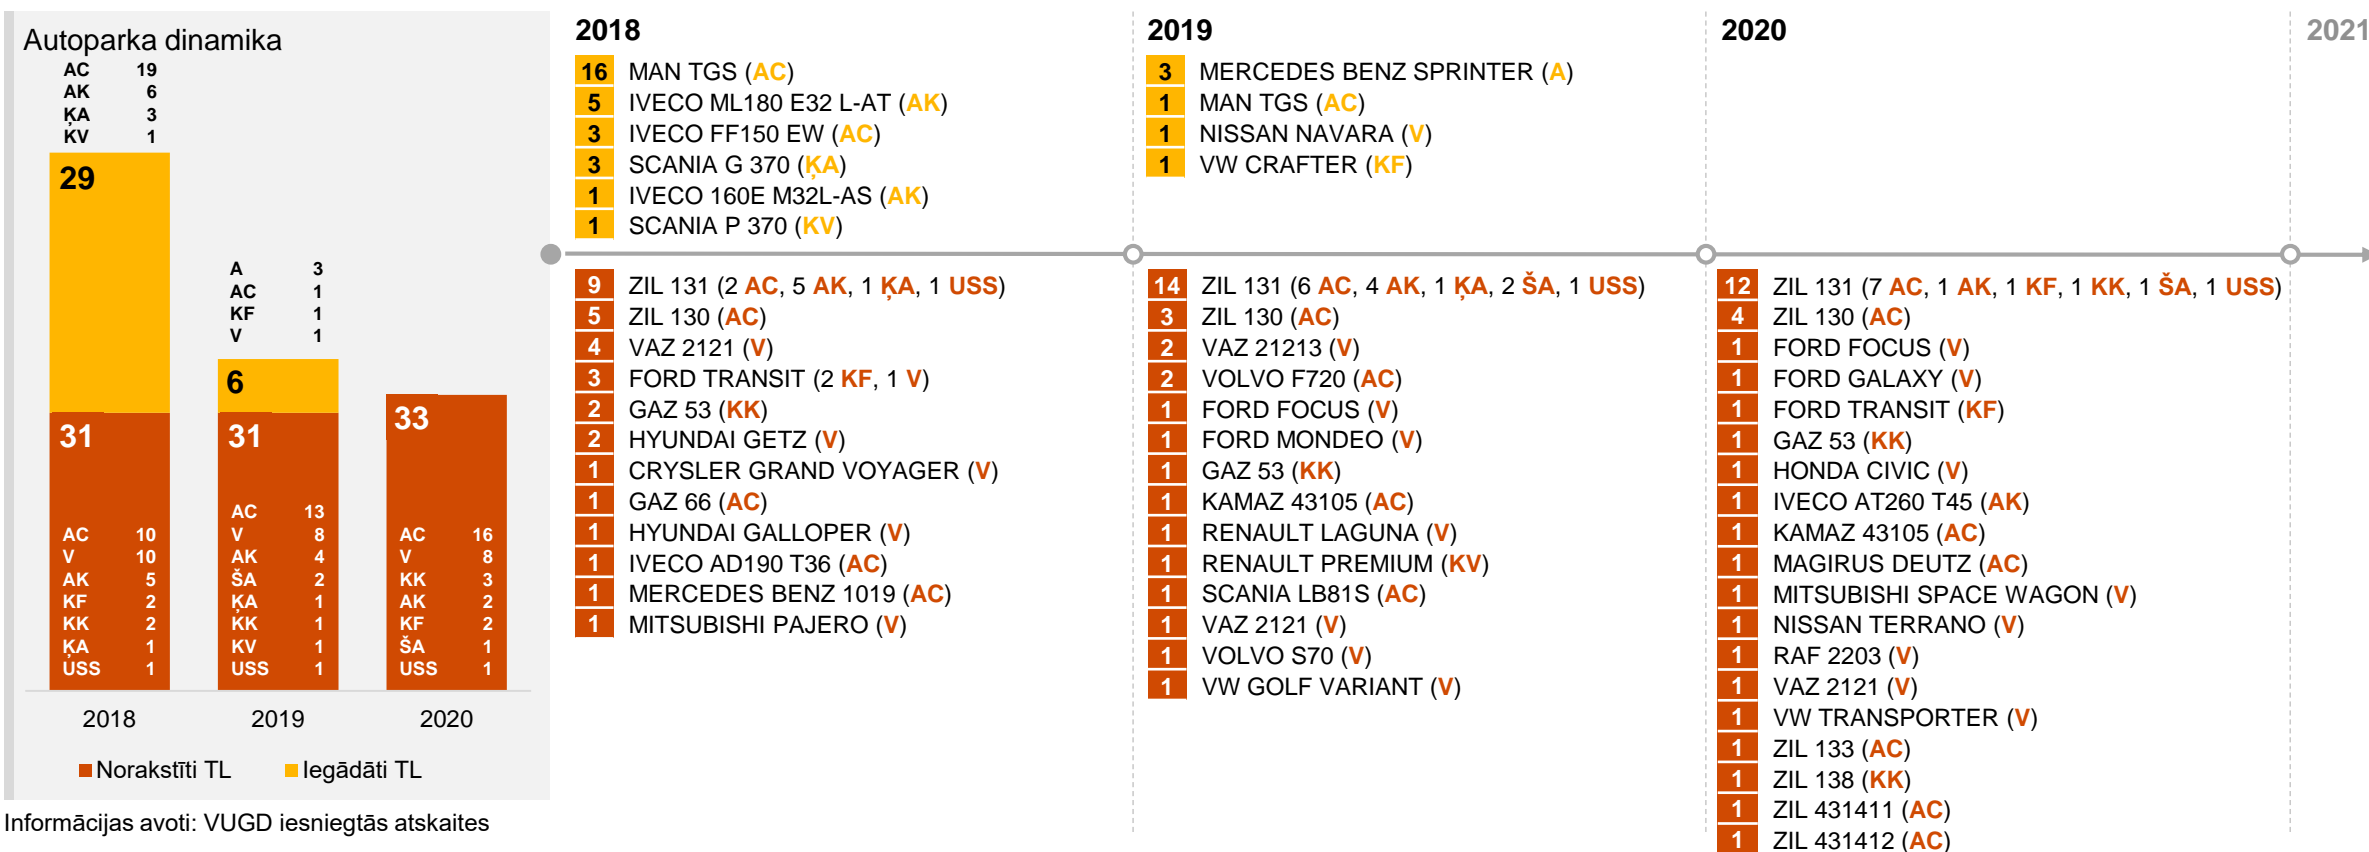 Autoparka dinamika
AC 19
AK 6
ĶA 3
KV 1
29
31
AC 10
V 10
AK 5
KF 2
KK 2
ĶA 1
USS 1
A 3
AC 1
KF 1
V 1
6
31
AC 13
V 8
AK 4
ŠA 2
ĶA 1
KK 1
KV 1
USS 1
33
AC 16
V 8
KK 3
AK 2
KF 2
ŠA 1
USS 1
2018 2019 2020
Norakstīti TL Iegādāti TL
Informācijas avoti: VUGD iesniegtās atskaites
2018
16 MAN TGS (AC)
5 IVECO ML180 E32 L-AT (AK)
3 IVECO FF150 EW (AC)
3 SCANIA G 370 (ĶA)
1 IVECO 160E M32L-AS (AK)
1 SCANIA P 370 (KV)
9 ZIL 131 (2 AC, 5 AK, 1 ĶA, 1 USS)
5 ZIL 130 (AC)
4 VAZ 2121 (V)
3 FORD TRANSIT (2 KF, 1 V)
2 GAZ 53 (KK)
2 HYUNDAI GETZ (V)
1 CRYSLER GRAND VOYAGER (V)
1 GAZ 66 (AC)
1 HYUNDAI GALLOPER (V)
1 IVECO AD190 T36 (AC)
1 MERCEDES BENZ 1019 (AC)
1 MITSUBISHI PAJERO (V)
2019
3 MERCEDES BENZ SPRINTER (A)
1 MAN TGS (AC)
1 NISSAN NAVARA (V)
1 VW CRAFTER (KF)
14 ZIL 131 (6 AC, 4 AK, 1 ĶA, 2 ŠA, 1 USS)
3 ZIL 130 (AC)
2 VAZ 21213 (V)
2 VOLVO F720 (AC)
1 FORD FOCUS (V)
1 FORD MONDEO (V)
1 GAZ 53 (KK)
1 KAMAZ 43105 (AC)
1 RENAULT LAGUNA (V)
1 RENAULT PREMIUM (KV)
1 SCANIA LB81S (AC)
1 VAZ 2121 (V)
1 VOLVO S70 (V)
1 VW GOLF VARIANT (V)
2020
12 ZIL 131 (7 AC, 1 AK, 1 KF, 1 KK, 1 ŠA, 1 USS)
4 ZIL 130 (AC)
1 FORD FOCUS (V)
1 FORD GALAXY (V)
1 FORD TRANSIT (KF)
1 GAZ 53 (KK)
1 HONDA CIVIC (V)
1 IVECO AT260 T45 (AK)
1 KAMAZ 43105 (AC)
1 MAGIRUS DEUTZ (AC)
1 MITSUBISHI SPACE WAGON (V)
1 NISSAN TERRANO (V)
1 RAF 2203 (V)
1 VAZ 2121 (V)
1 VW TRANSPORTER (V)
1 ZIL 133 (AC)
1 ZIL 138 (KK)
1 ZIL 431411 (AC)
1 ZIL 431412 (AC)
2021